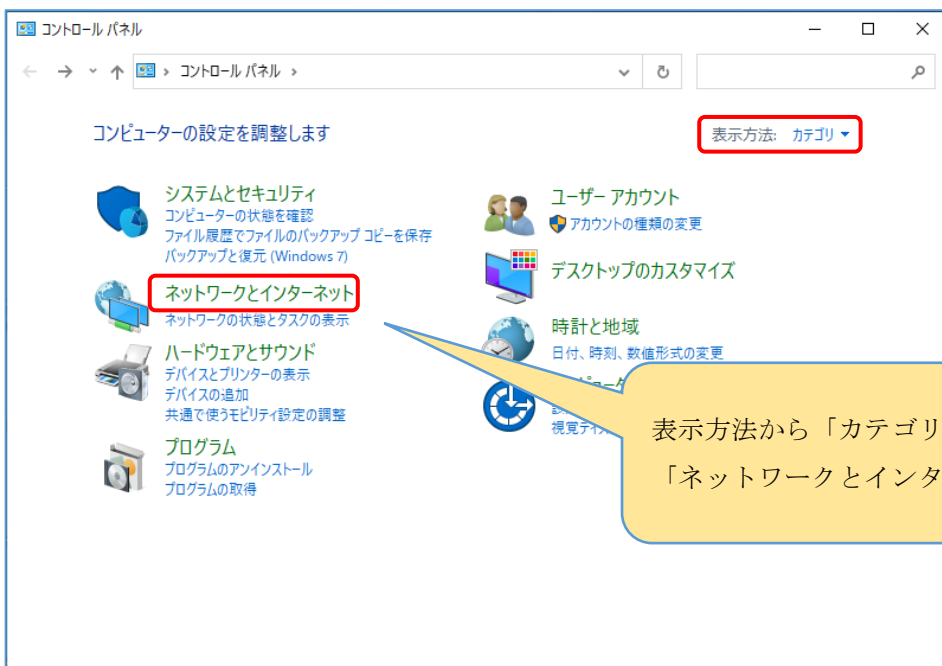 コントロール パネル
コントロール パネル
コンピューターの設定を調整します
表示方法: カテゴリ
システムとセキュリティ
コンピューターの状態を確認
ファイル履歴でファイルのバックアップ コピーを保存
バックアップと復元 (Windows 7)
ネットワークとインターネット
ネットワークの状態とタスクの表示
ハードウェアとサウンド
デバイスとプリンターの表示
デバイスの追加
共通で使うモビリティ設定の調整
プログラム
プログラムのアンインストール
プログラムの取得
ユーザー アカウント
アカウントの種類の変更
デスクトップのカスタマイズ
時計と地域
日付、時刻、数値形式の変更
視覚ディ
表示方法から「カテゴリ
「ネットワークとインタ